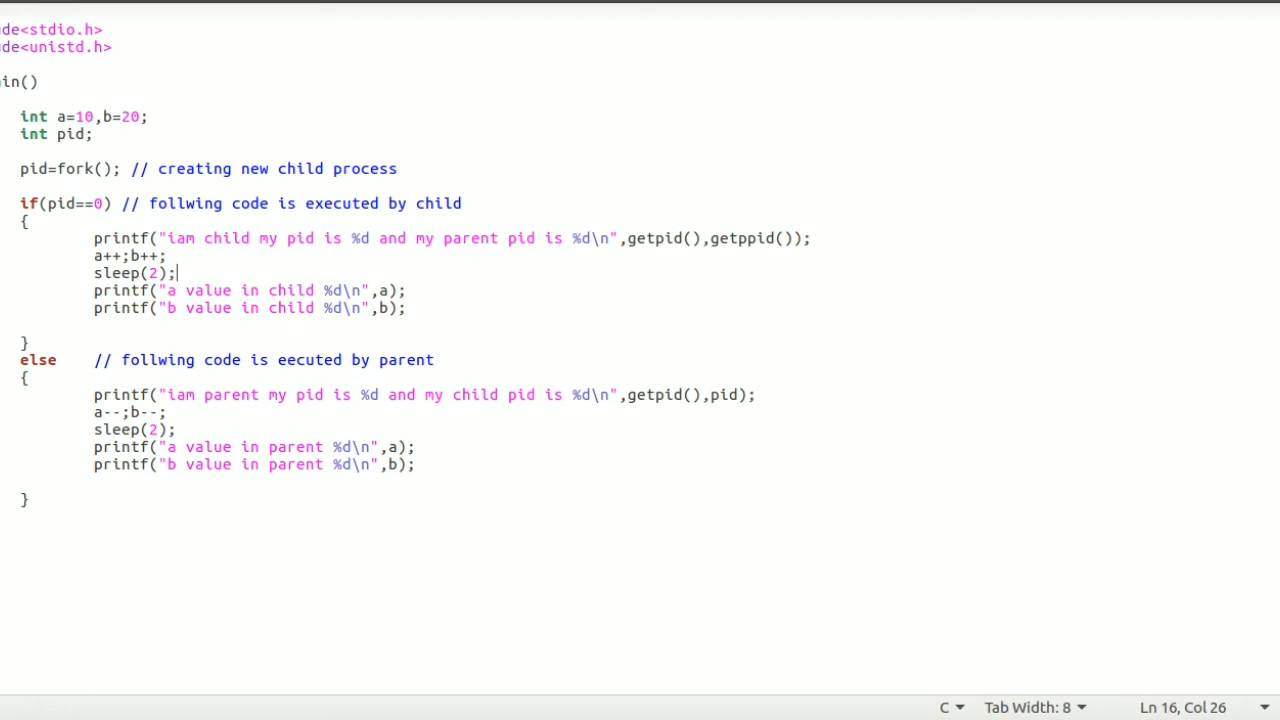 ude<stdio.h>
ude<unistd.h>
in()
int a=10,b=20;
int pid;
pid=fork(); // creating new child process
if(pid==0) // follwing code is executed by child
{
printf("iam child my pid is %d and my parent pid is %d\n",getpid(),getppid());
a++;b++;
sleep(2);
printf("a value in child %d\n",a);
printf("b value in child %d\n",b);
}
else // follwing code is eecuted by parent
{
printf("iam parent my pid is %d and my child pid is %d\n",getpid(),pid);
a--;b--;
sleep(2);
printf("a value in parent %d\n",a);
printf("b value in parent %d\n",b);
}
C Tab Width: 8 Ln 16, Col 26